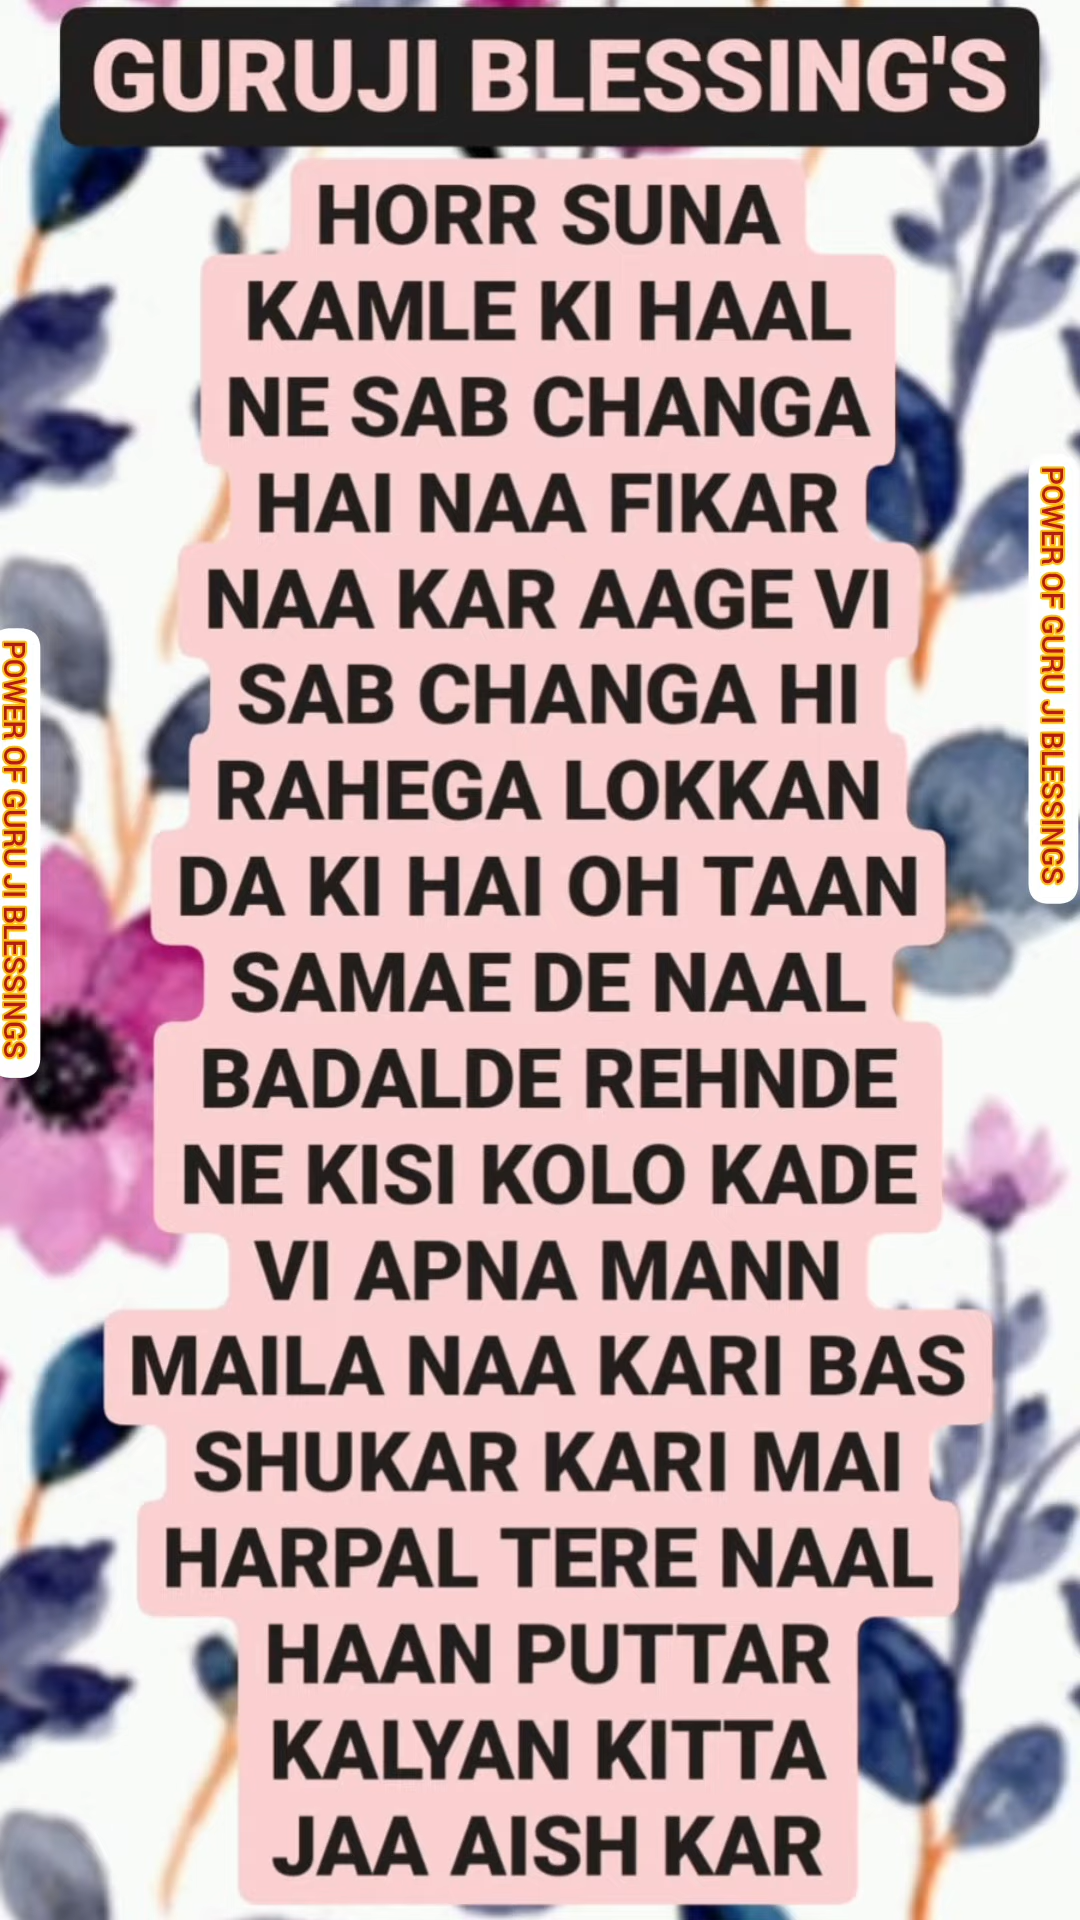 GURUJI BLESSING'S
HORR SUNA
KAMLE KI HAAL
NE SAB CHANGA
HAI NAA FIKAR
NAA KAR AAGE VI
SAB CHANGA HI
RAHEGA LOKKAN
DA KI HAI OH TAAN
SAMAE DE NAAL
BADALDE REHNDE
NE KISI KOLO KADE
VI APNA MANN
MAILA NAA KARI BAS
SHUKAR KARI MAI
HARPAL TERE NAAL
HAAN PUTTAR
KALYAN KITTA
JAA AISH KAR
POWER OF GURU JI BLESSINGS
POWER OF GURU JI BLESSINGS